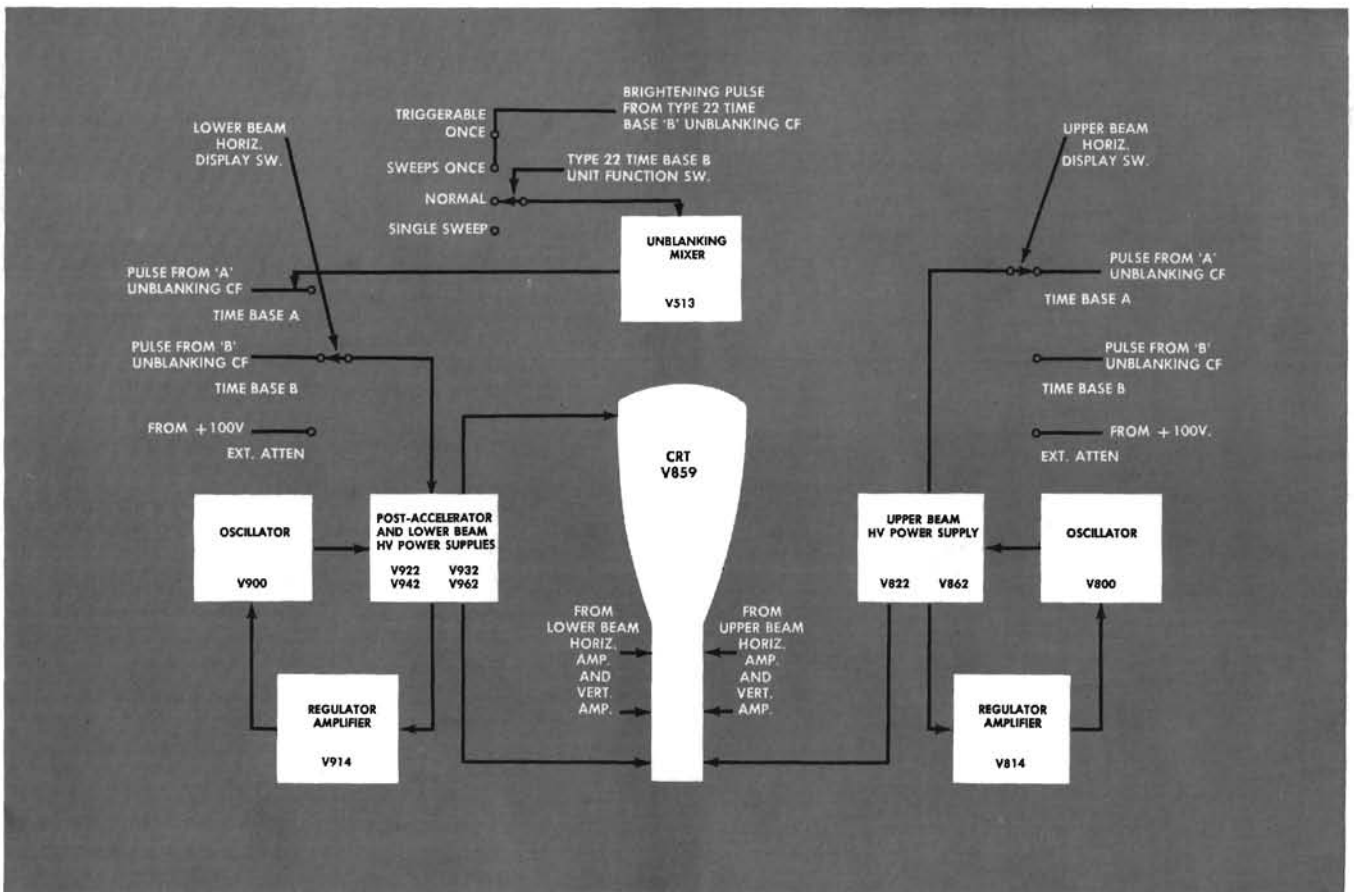 BRIGHTENING PULSE
FROM TYPE 22 TIME
BASE 'B' UNBLANKING CF
TRIGGERABLE
ONCE
SWEEPS ONCE
NORMAL
SINGLE SWEEP
TYPE 22 TIME BASE B
UNIT FUNCTION SW.
LOWER BEAM
HORIZ.
DISPLAY SW.
UPPER BEAM
HORIZ.
DISPLAY SW.
UNBLANKING
MIXER
V513
PULSE FROM 'A'
UNBLANKING CF
TIME BASE A
PULSE FROM 'B'
UNBLANKING CF
TIME BASE B
FROM +100V
EXT. ATTEN
PULSE FROM 'A'
UNBLANKING CF
TIME BASE A
PULSE FROM 'B'
UNBLANKING CF
TIME BASE B
FROM +100V.
EXT. ATTEN
CRT
V859
OSCILLATOR
V900
POST-ACCELERATOR
AND LOWER BEAM
HV POWER SUPPLIES
V922 V932
V942 V962
UPPER BEAM
HV POWER SUPPLY
V822 V862
OSCILLATOR
V800
FROM
LOWER BEAM
HORIZ.
AMP.
AND
VERT.
AMP.
FROM
UPPER BEAM
HORIZ.
AMP.
AND
VERT.
AMP.
REGULATOR
AMPLIFIER
V914
REGULATOR
AMPLIFIER
V814